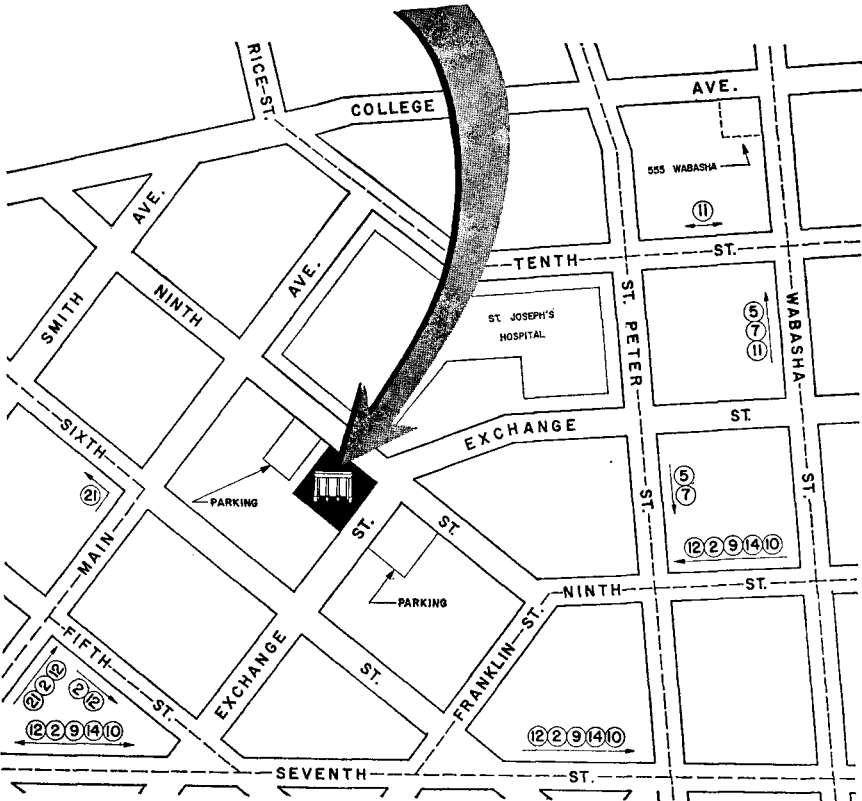 RICE ST.
COLLEGE AVE.
555 WABASHA
11
TENTH ST.
SMITH AVE.
NINTH ST.
MAIN AVE.
ST. JOSEPH'S
HOSPITAL
ST. PETER ST.
WABASHA ST.
5
7
11
EXCHANGE ST.
SIXTH ST.
21
PARKING
5
7
12 2 9 14 10
PARKING
NINTH ST.
FIFTH ST.
EXCHANGE ST.
FRANKLIN ST.
21 2 12
2 12
12 2 9 14 10
12 2 9 14 10
SEVENTH ST.